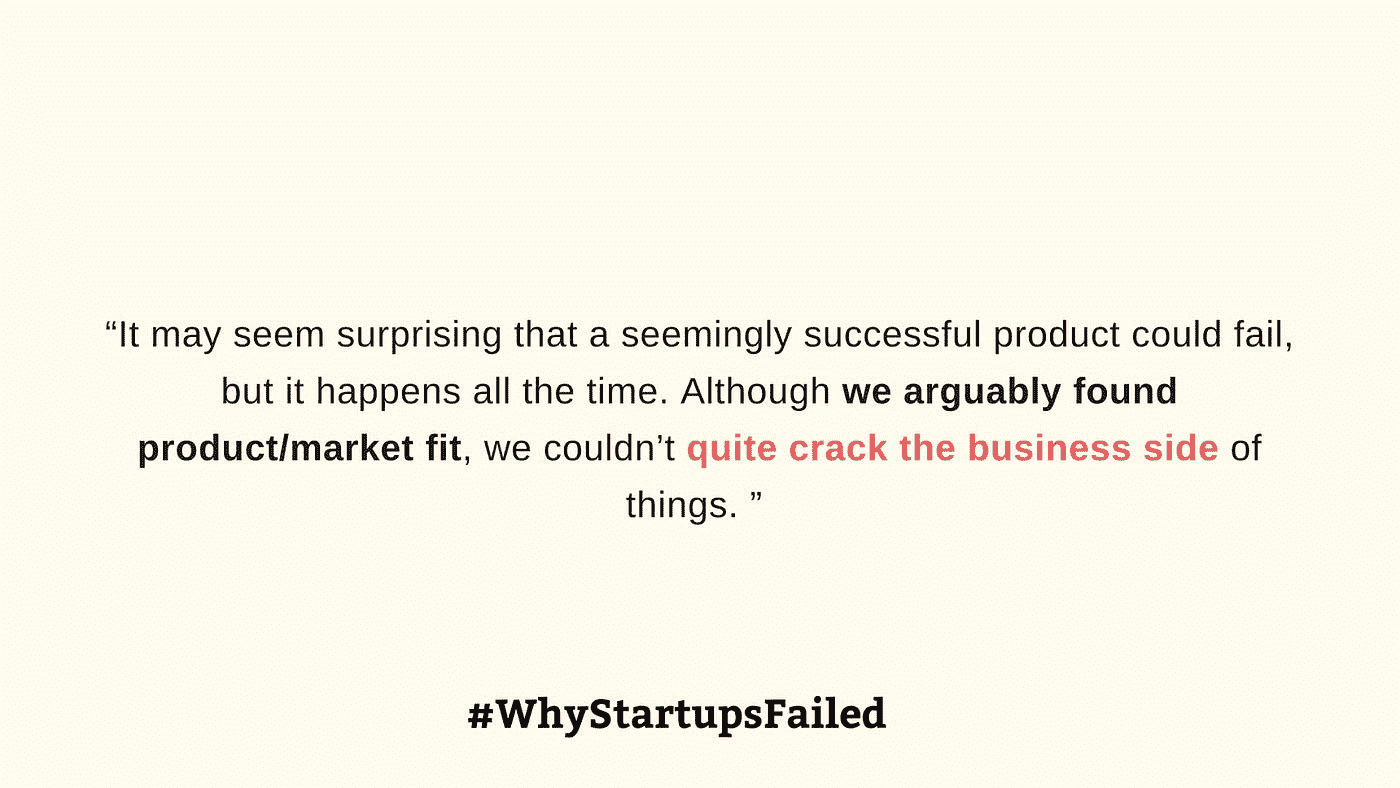 “It may seem surprising that a seemingly successful product could fail,
but it happens all the time. Although we arguably found
product/market fit, we couldn’t quite crack the business side of
things. ”
#WhyStartupsFailed